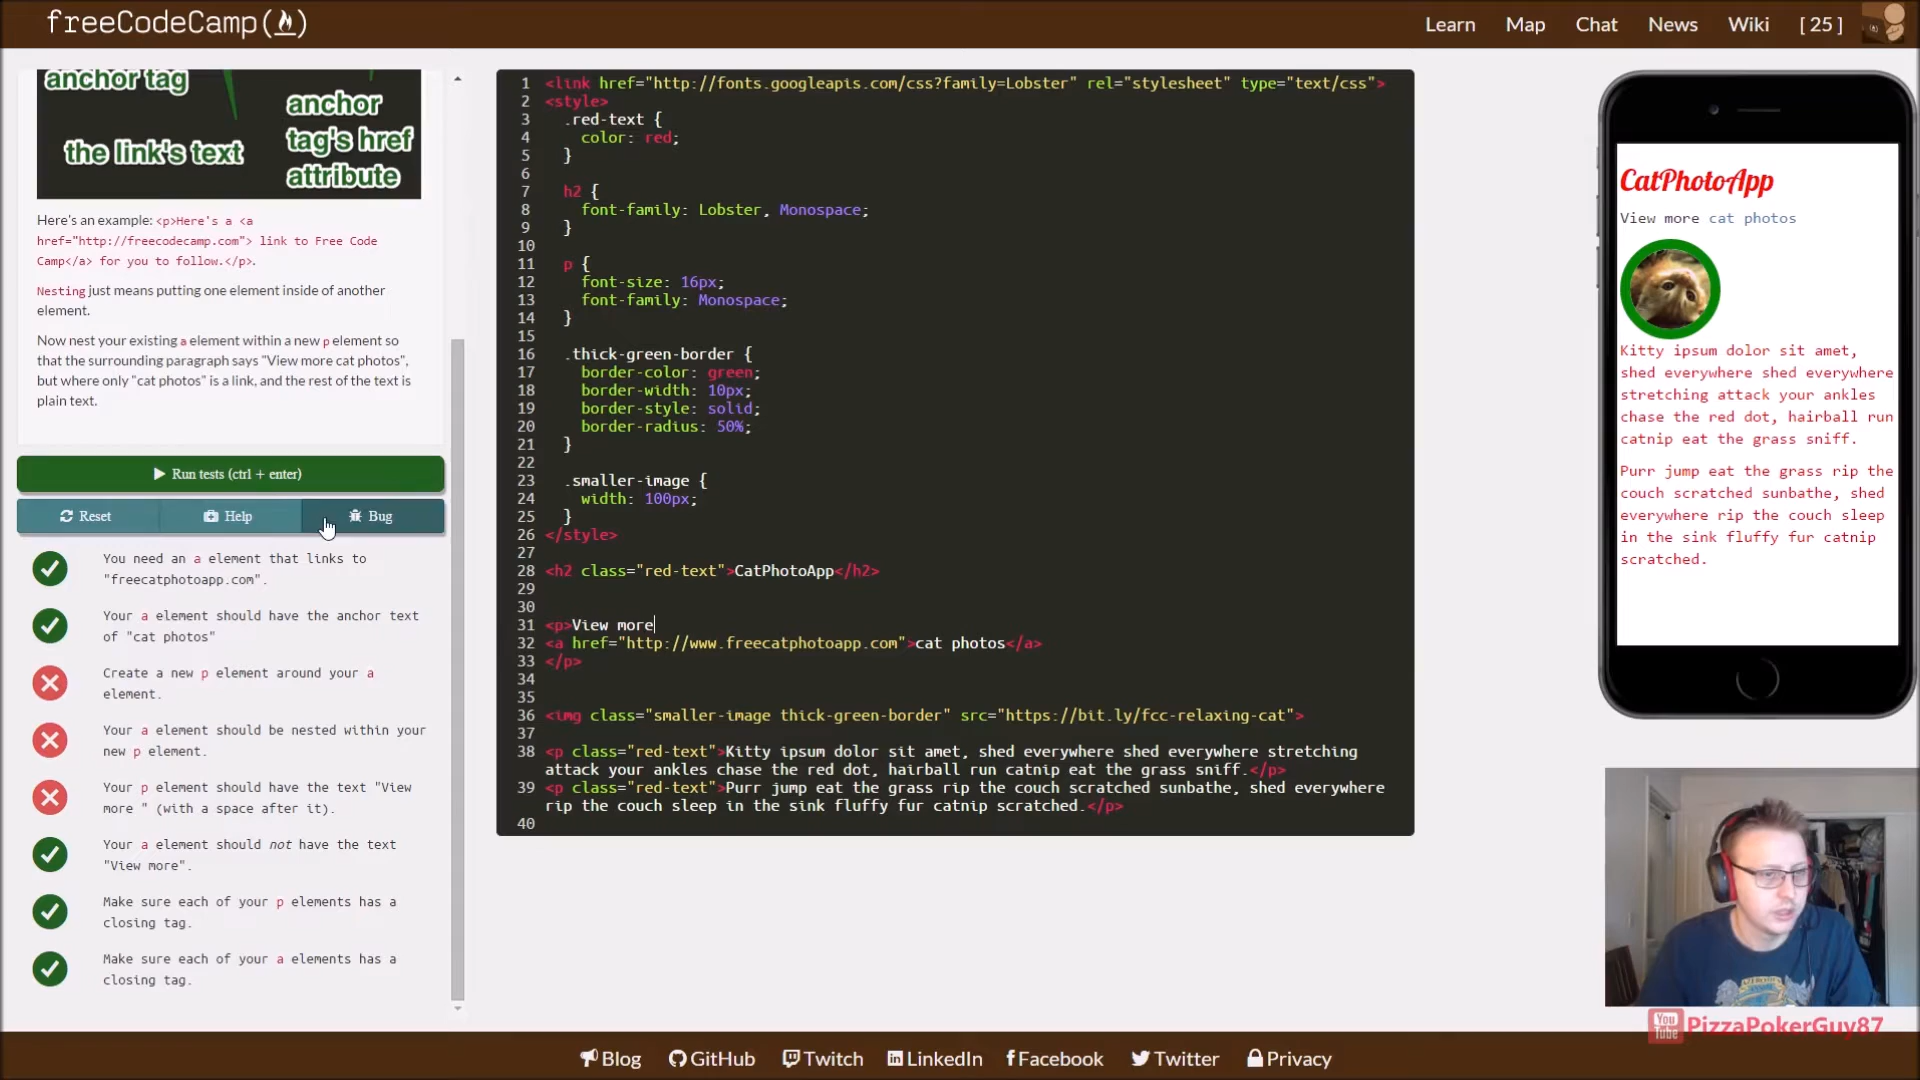 freeCodeCamp
Learn Map Chat News Wiki [ 25 ]
anchor tag
the link's text
anchor
tag's href
attribute
Here's an example: <p>Here's a <a
href="http://freecodecamp.com"> link to Free Code
Camp</a> for you to follow.</p>.
Nesting just means putting one element inside of another
element.
Now nest your existing a element within a new p element so
that the surrounding paragraph says "View more cat photos",
but where only "cat photos" is a link, and the rest of the text is
plain text.
Run tests (ctrl + enter)
Reset Help Bug
You need an a element that links to
"freecatphotoapp.com".
Your a element should have the anchor text
of "cat photos"
Create a new p element around your a
element.
Your a element should be nested within your
new p element.
Your p element should have the text "View
more " (with a space after it).
Your a element should not have the text
"View more".
Make sure each of your p elements has a
closing tag.
Make sure each of your a elements has a
closing tag.
1 <link href="http://fonts.googleapis.com/css?family=Lobster" rel="stylesheet" type="text/css">
2 <style>
3 .red-text {
4 color: red;
5 }
6
7 h2 {
8 font-family: Lobster, Monospace;
9 }
10
11 p {
12 font-size: 16px;
13 font-family: Monospace;
14 }
15
16 .thick-green-border {
17 border-color: green;
18 border-width: 10px;
19 border-style: solid;
20 border-radius: 50%;
21 }
22
23 .smaller-image {
24 width: 100px;
25 }
26 </style>
27
28 <h2 class="red-text">CatPhotoApp</h2>
29
30
31 <p>View more
32 <a href="http://www.freecatphotoapp.com">cat photos</a>
33 </p>
34
35
36 <img class="smaller-image thick-green-border" src="https://bit.ly/fcc-relaxing-cat">
37
38 <p class="red-text">Kitty ipsum dolor sit amet, shed everywhere shed everywhere stretching
attack your ankles chase the red dot, hairball run catnip eat the grass sniff.</p>
39 <p class="red-text">Purr jump eat the grass rip the couch scratched sunbathe, shed everywhere
rip the couch sleep in the sink fluffy fur catnip scratched.</p>
40
CatPhotoApp
View more cat photos
Kitty ipsum dolor sit amet,
shed everywhere shed everywhere
stretching attack your ankles
chase the red dot, hairball run
catnip eat the grass sniff.
Purr jump eat the grass rip the
couch scratched sunbathe, shed
everywhere rip the couch sleep
in the sink fluffy fur catnip
scratched.
You Tube PizzaPokerGuy87
Blog GitHub Twitch LinkedIn Facebook Twitter Privacy